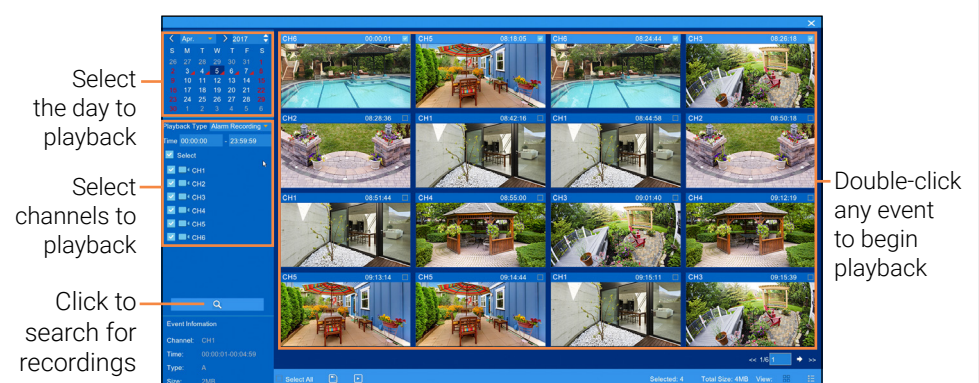 Select
the day to
playback
Select
channels to
playback
Click to
search for
recordings
Apr. 2017
S M T W T F S
26 27 28 29 30 31 1
2 3 4 5 6 7 8
9 10 11 12 13 14 15
16 17 18 19 20 21 22
23 24 25 26 27 28 29
30 1 2 3 4 5 6
Playback Type Alarm Recording
Time 00:00:00 - 23:59:59
Select
CH1
CH2
CH3
CH4
CH5
CH6
Event Infomation
Channel: CH1
Time: 00:00:01-00:04:59
Type: A
Size: 2MB
CH6 00:00:01 CH5 08:18:05 CH6 08:24:44 CH3 08:26:18
CH2 08:28:36 CH1 08:42:16 CH1 08:44:58 CH2 08:50:18
CH1 08:51:44 CH4 08:55:00 CH3 09:01:40 CH4 09:12:19
CH5 09:13:14 CH5 09:14:44 CH1 09:15:11 CH3 09:15:39
<< 1/6 1 >>
Select All Selected: 4 Total Size: 4MB View:
Double-click
any event
to begin
playback